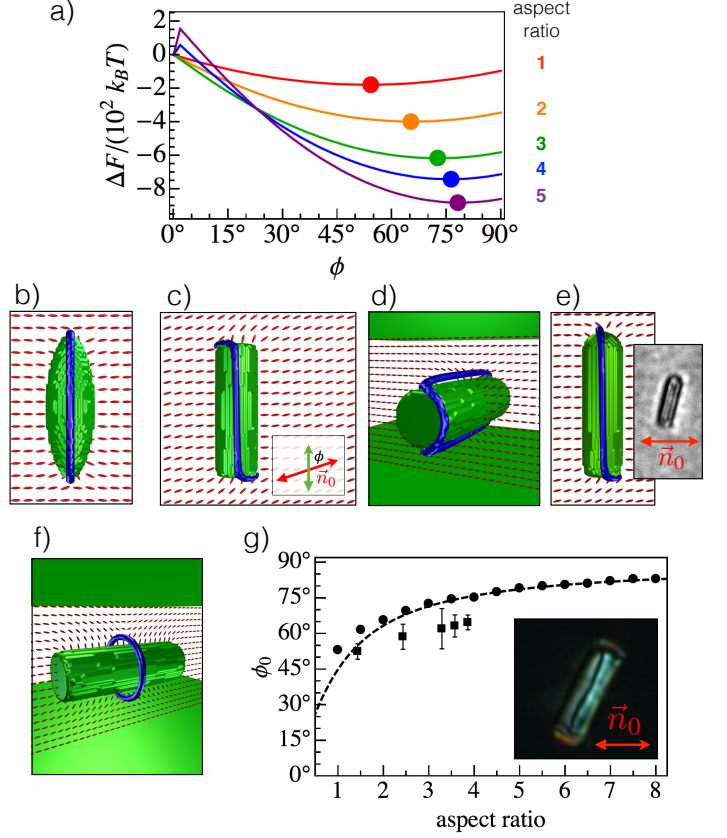 a)
aspect
ratio
ΔF/(10² k_BT)
2
0
−2
−4
−6
−8
1
2
3
4
5
0° 15° 30° 45° 60° 75° 90°
ϕ
b) c) d) e)
ϕ
n⃗₀
n⃗₀
f) g)
ϕ₀
90°
75°
60°
45°
30°
15°
0°
n⃗₀
1 2 3 4 5 6 7 8
aspect ratio